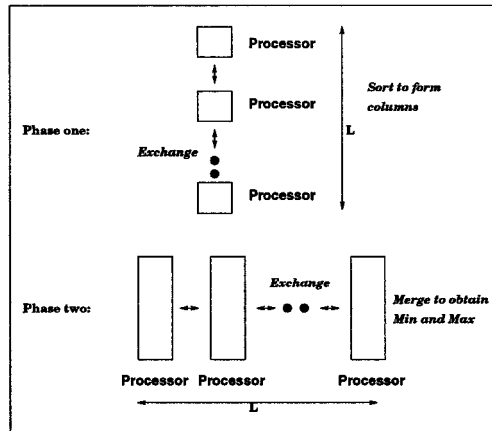 Processor
Sort to form
columns
Processor
Phase one:
L
Exchange
Processor
Exchange
Phase two:
Merge to obtain
Min and Max
Processor Processor Processor
L